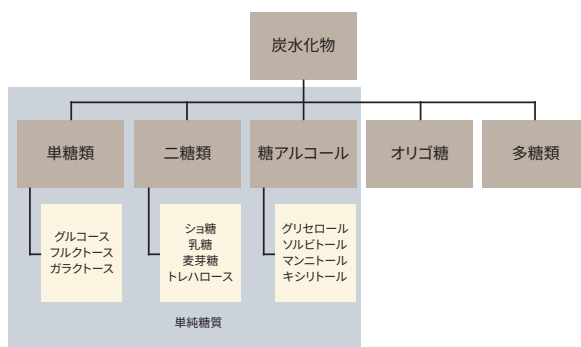 炭水化物
単糖類
二糖類
糖アルコール
オリゴ糖
多糖類
グルコース
フルクトース
ガラクトース
ショ糖
乳糖
麦芽糖
トレハロース
グリセロール
ソルビトール
マンニトール
キシリトール
単純糖質